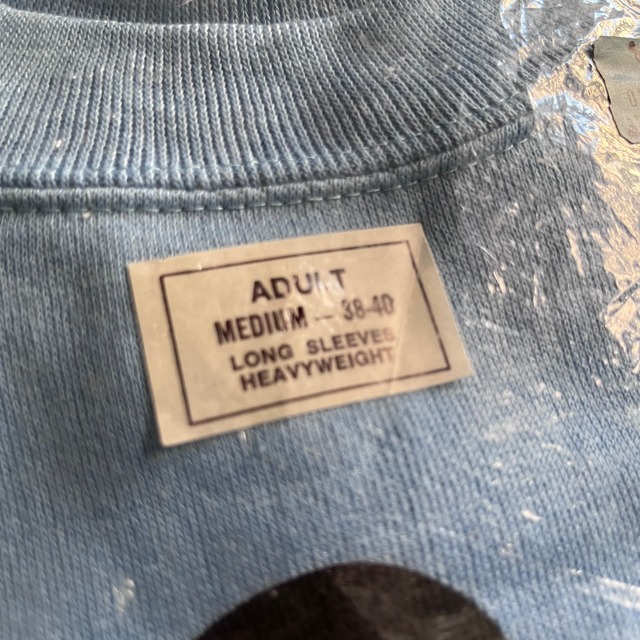 ADULT
MEDIUM — 38-40
LONG SLEEVES
HEAVYWEIGHT